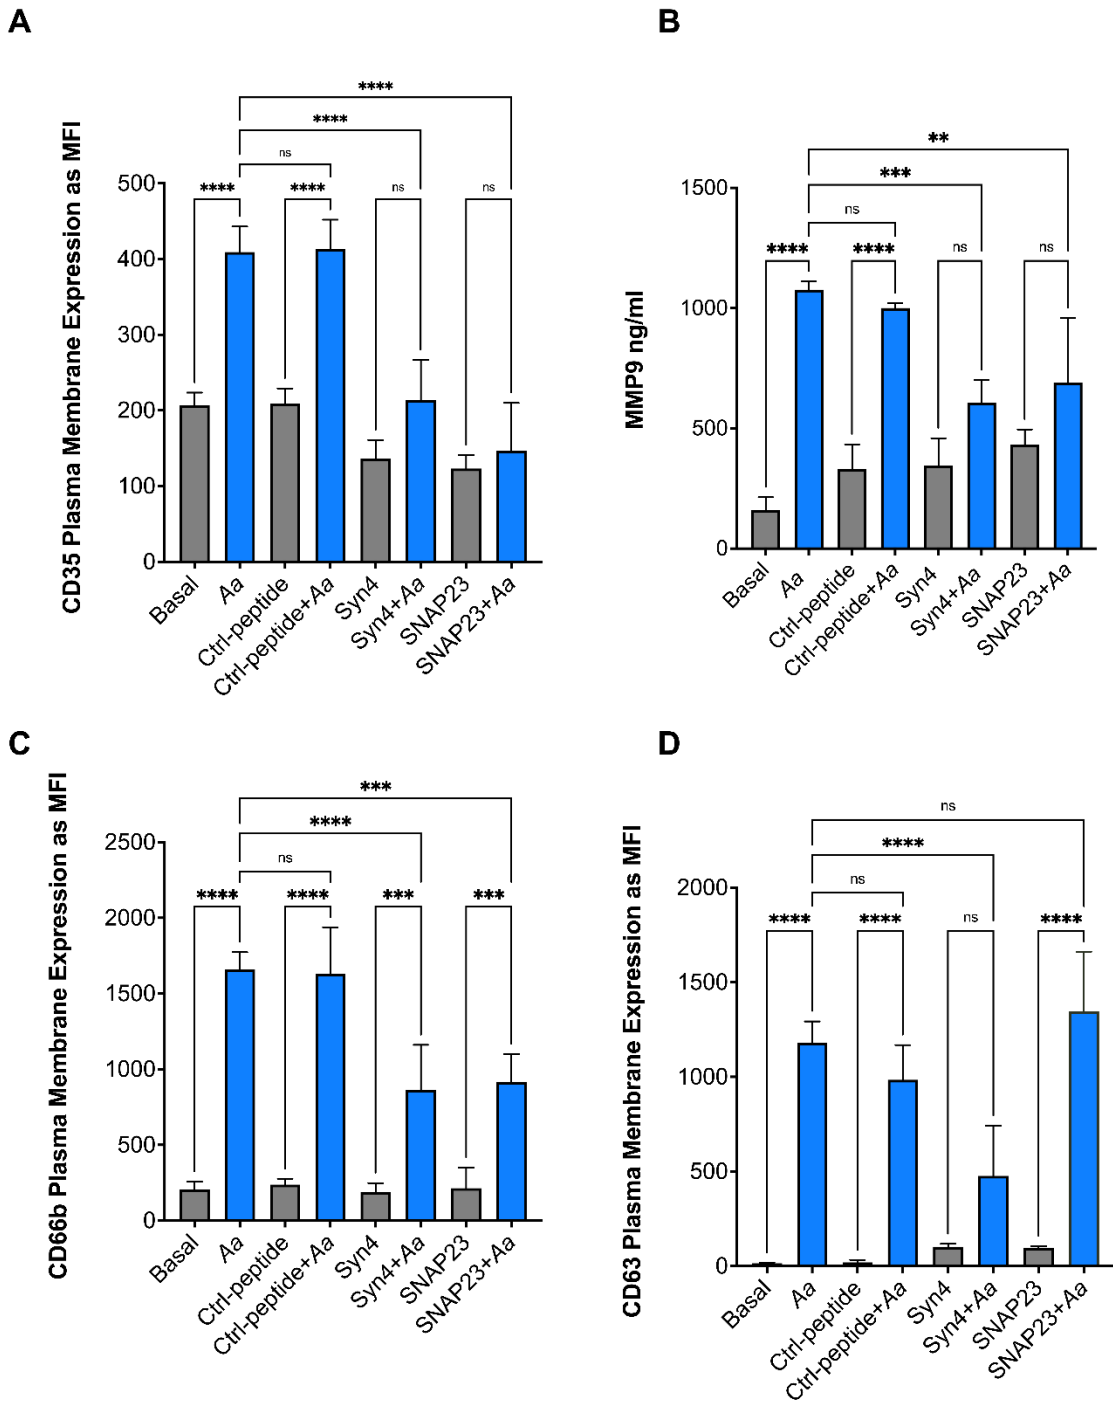 A
CD35 Plasma Membrane Expression as MFI
****
****
ns
****
****
ns
ns
500
400
300
200
100
0
Basal
Aa
Ctrl-peptide
Ctrl-peptide+Aa
Syn4
Syn4+Aa
SNAP23
SNAP23+Aa
B
MMP9 ng/ml
**
***
ns
****
****
ns
ns
1500
1000
500
0
Basal
Aa
Ctrl-peptide
Ctrl-peptide+Aa
Syn4
Syn4+Aa
SNAP23
SNAP23+Aa
C
CD66b Plasma Membrane Expression as MFI
***
****
ns
****
****
***
***
2500
2000
1500
1000
500
0
Basal
Aa
Ctrl-peptide
Ctrl-peptide+Aa
Syn4
Syn4+Aa
SNAP23
SNAP23+Aa
D
CD63 Plasma Membrane Expression as MFI
ns
****
ns
****
****
ns
****
2000
1500
1000
500
0
Basal
Aa
Ctrl-peptide
Ctrl-peptide+Aa
Syn4
Syn4+Aa
SNAP23
SNAP23+Aa